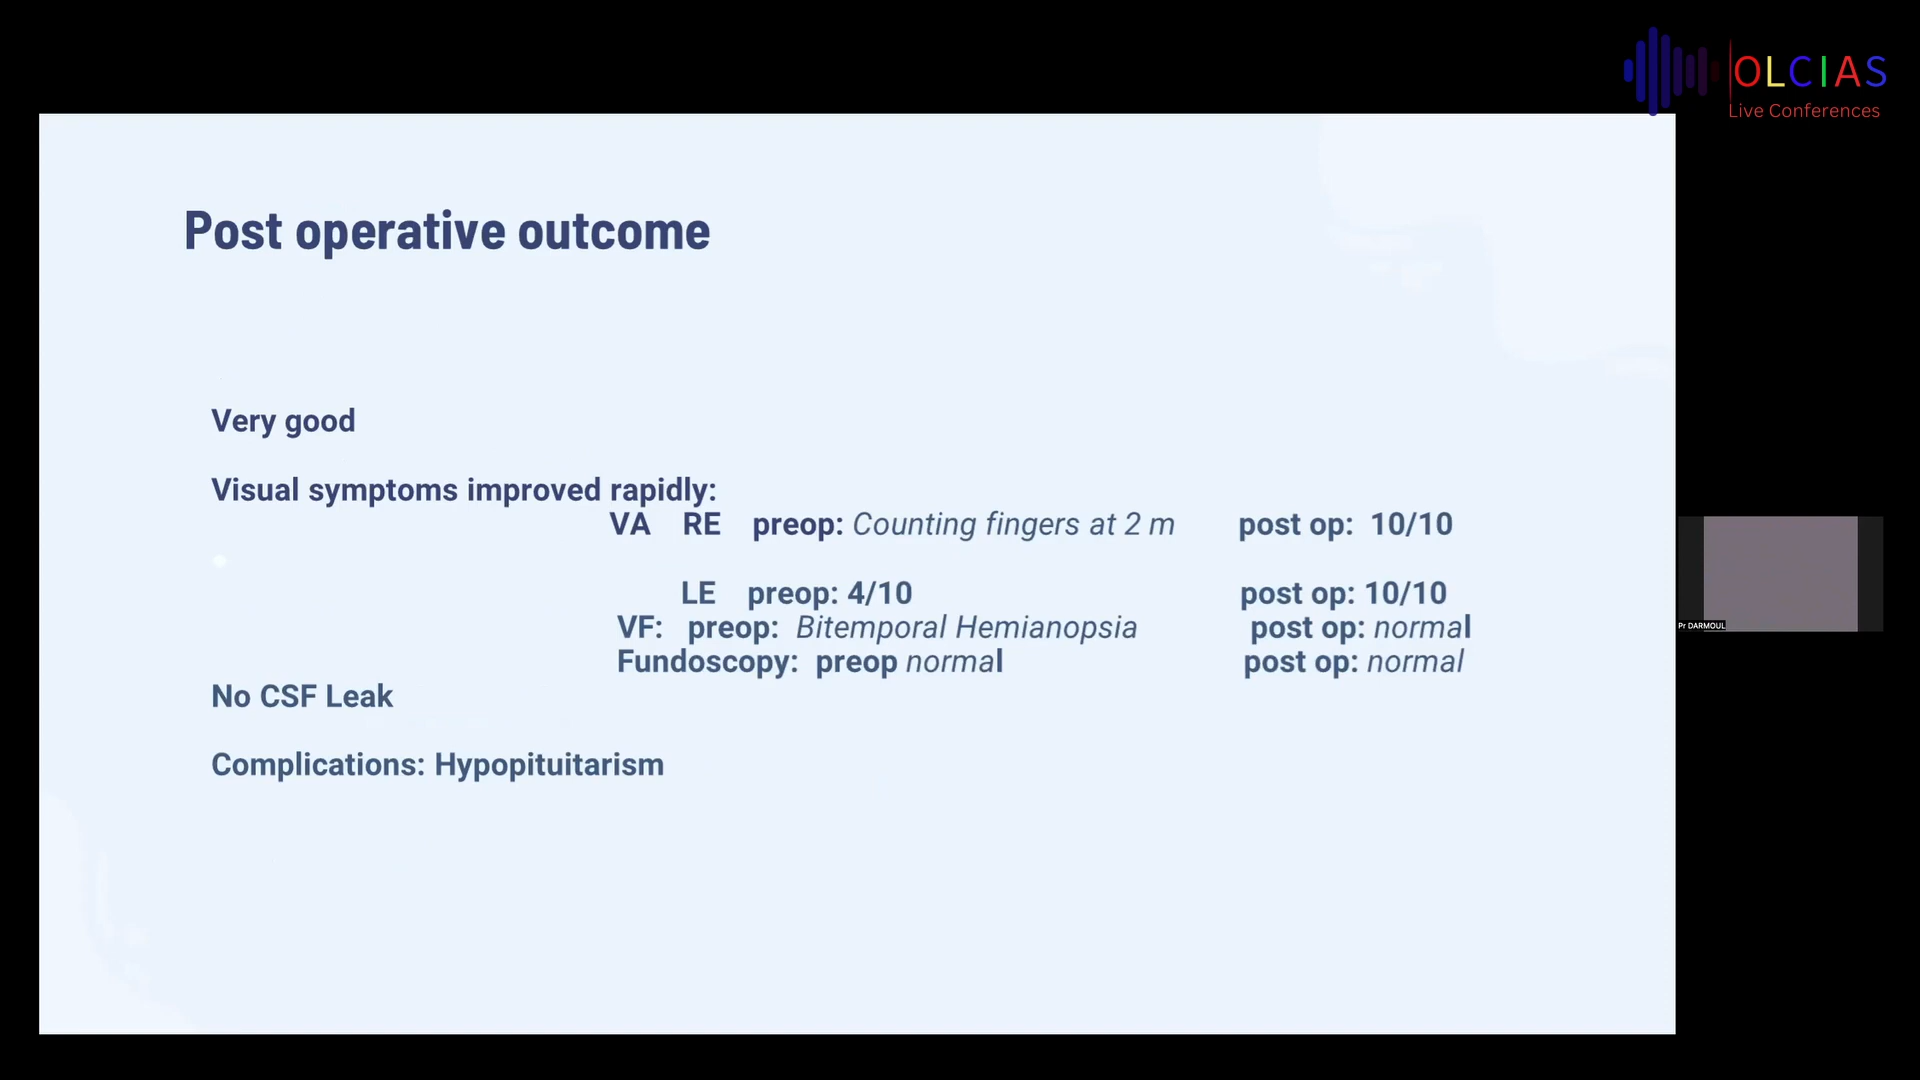 OLCIAS
Live Conferences
Post operative outcome
Very good
Visual symptoms improved rapidly:
VA RE preop: Counting fingers at 2 m post op: 10/10
LE preop: 4/10 post op: 10/10
VF: preop: Bitemporal Hemianopsia post op: normal
Fundoscopy: preop normal post op: normal
No CSF Leak
Complications: Hypopituitarism
Pr DARMOUL